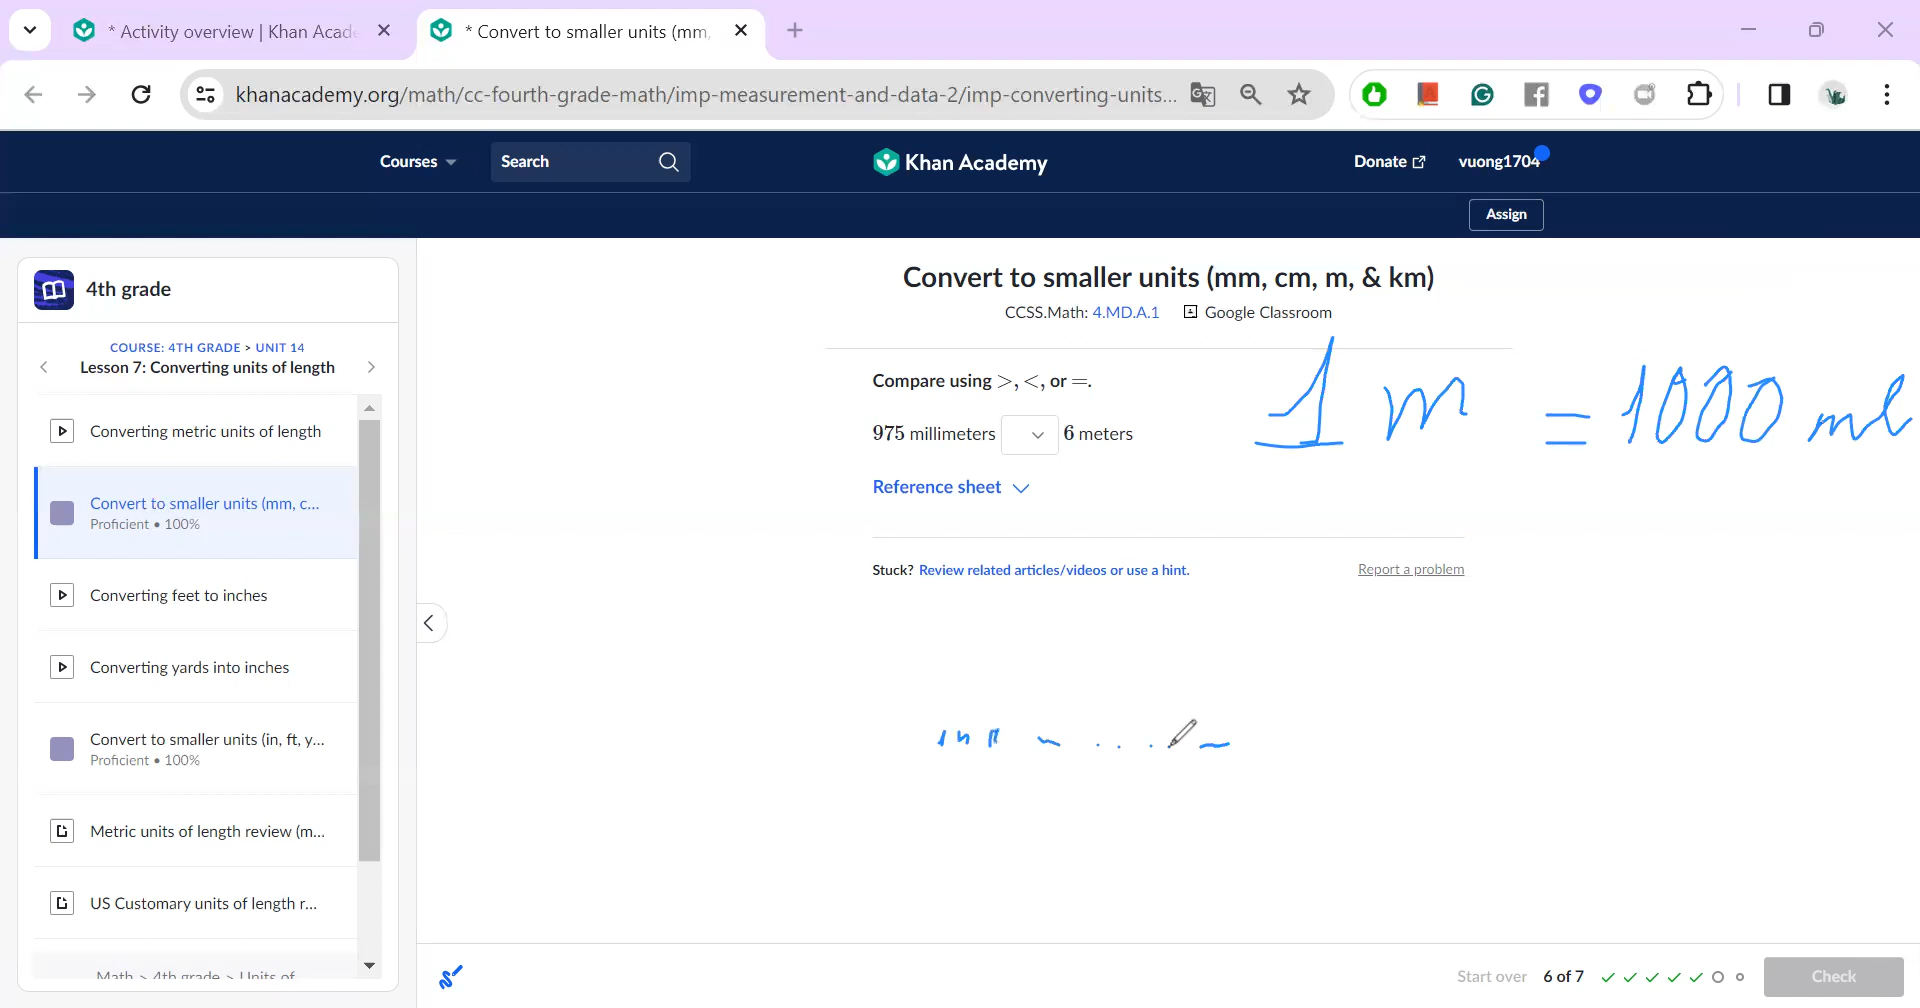 * Activity overview | Khan Acade
* Convert to smaller units (mm,
khanacademy.org/math/cc-fourth-grade-math/imp-measurement-and-data-2/imp-converting-units...
Courses
Search
Khan Academy
Donate
vuong1704
Assign
4th grade
COURSE: 4TH GRADE > UNIT 14
Lesson 7: Converting units of length
Converting metric units of length
Convert to smaller units (mm, c...
Proficient • 100%
Converting feet to inches
Converting yards into inches
Convert to smaller units (in, ft, y...
Proficient • 100%
Metric units of length review (m...
US Customary units of length r...
Math > 4th grade > Units of
Convert to smaller units (mm, cm, m, & km)
CCSS.Math: 4.MD.A.1 Google Classroom
Compare using >, <, or =.
975 millimeters 6 meters
1 m = 1000 ml
Reference sheet
Stuck? Review related articles/videos or use a hint.
Report a problem
Start over 6 of 7 Check